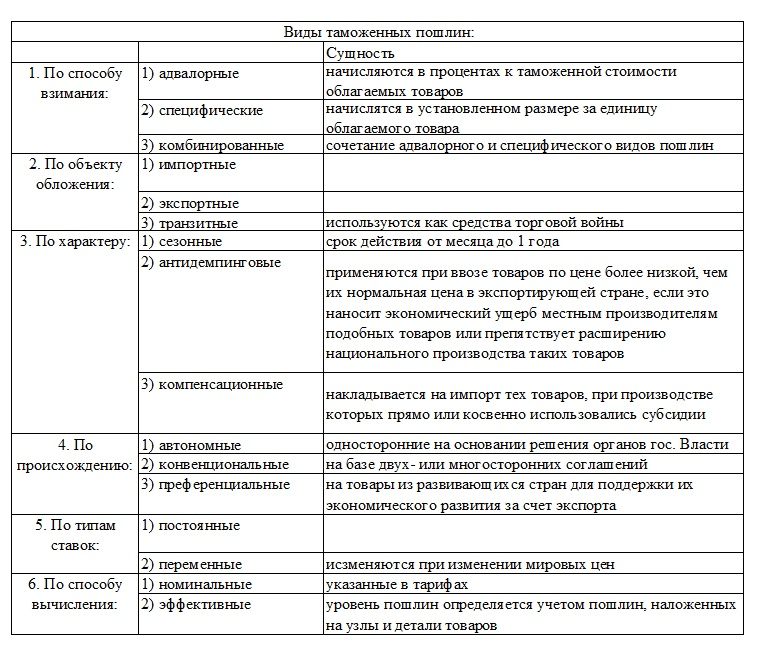 Виды таможенных пошлин:
Сущность
1. По способу
взимания:
1) адвалорные
начисляются в процентах к таможенной стоимости
облагаемых товаров
2) специфические
начислятся в установленном размере за единицу
облагаемого товара
3) комбинированные
сочетание адвалорного и специфического видов пошлин
2. По объекту
обложения:
1) импортные
2) экспортные
3) транзитные
используются как средства торговой войны
3. По характеру:
1) сезонные
срок действия от месяца до 1 года
2) антидемпинговые
применяются при ввозе товаров по цене более низкой, чем
их нормальная цена в экспортирующей стране, если это
наносит экономический ущерб местным производителям
подобных товаров или препятствует расширению
национального производства таких товаров
3) компенсационные
накладывается на импорт тех товаров, при производстве
которых прямо или косвенно использовались субсидии
4. По
происхождению:
1) автономные
односторонние на основании решения органов гос. Власти
2) конвенциональные
на базе двух- или многосторонних соглашений
3) преференциальные
на товары из развивающихся стран для поддержки их
экономического развития за счет экспорта
5. По типам
ставок:
1) постоянные
2) переменные
исзменяются при изменении мировых цен
6. По способу
вычисления:
1) номинальные
указанные в тарифах
2) эффективные
уровень пошлин определяется учетом пошлин, наложенных
на узлы и детали товаров